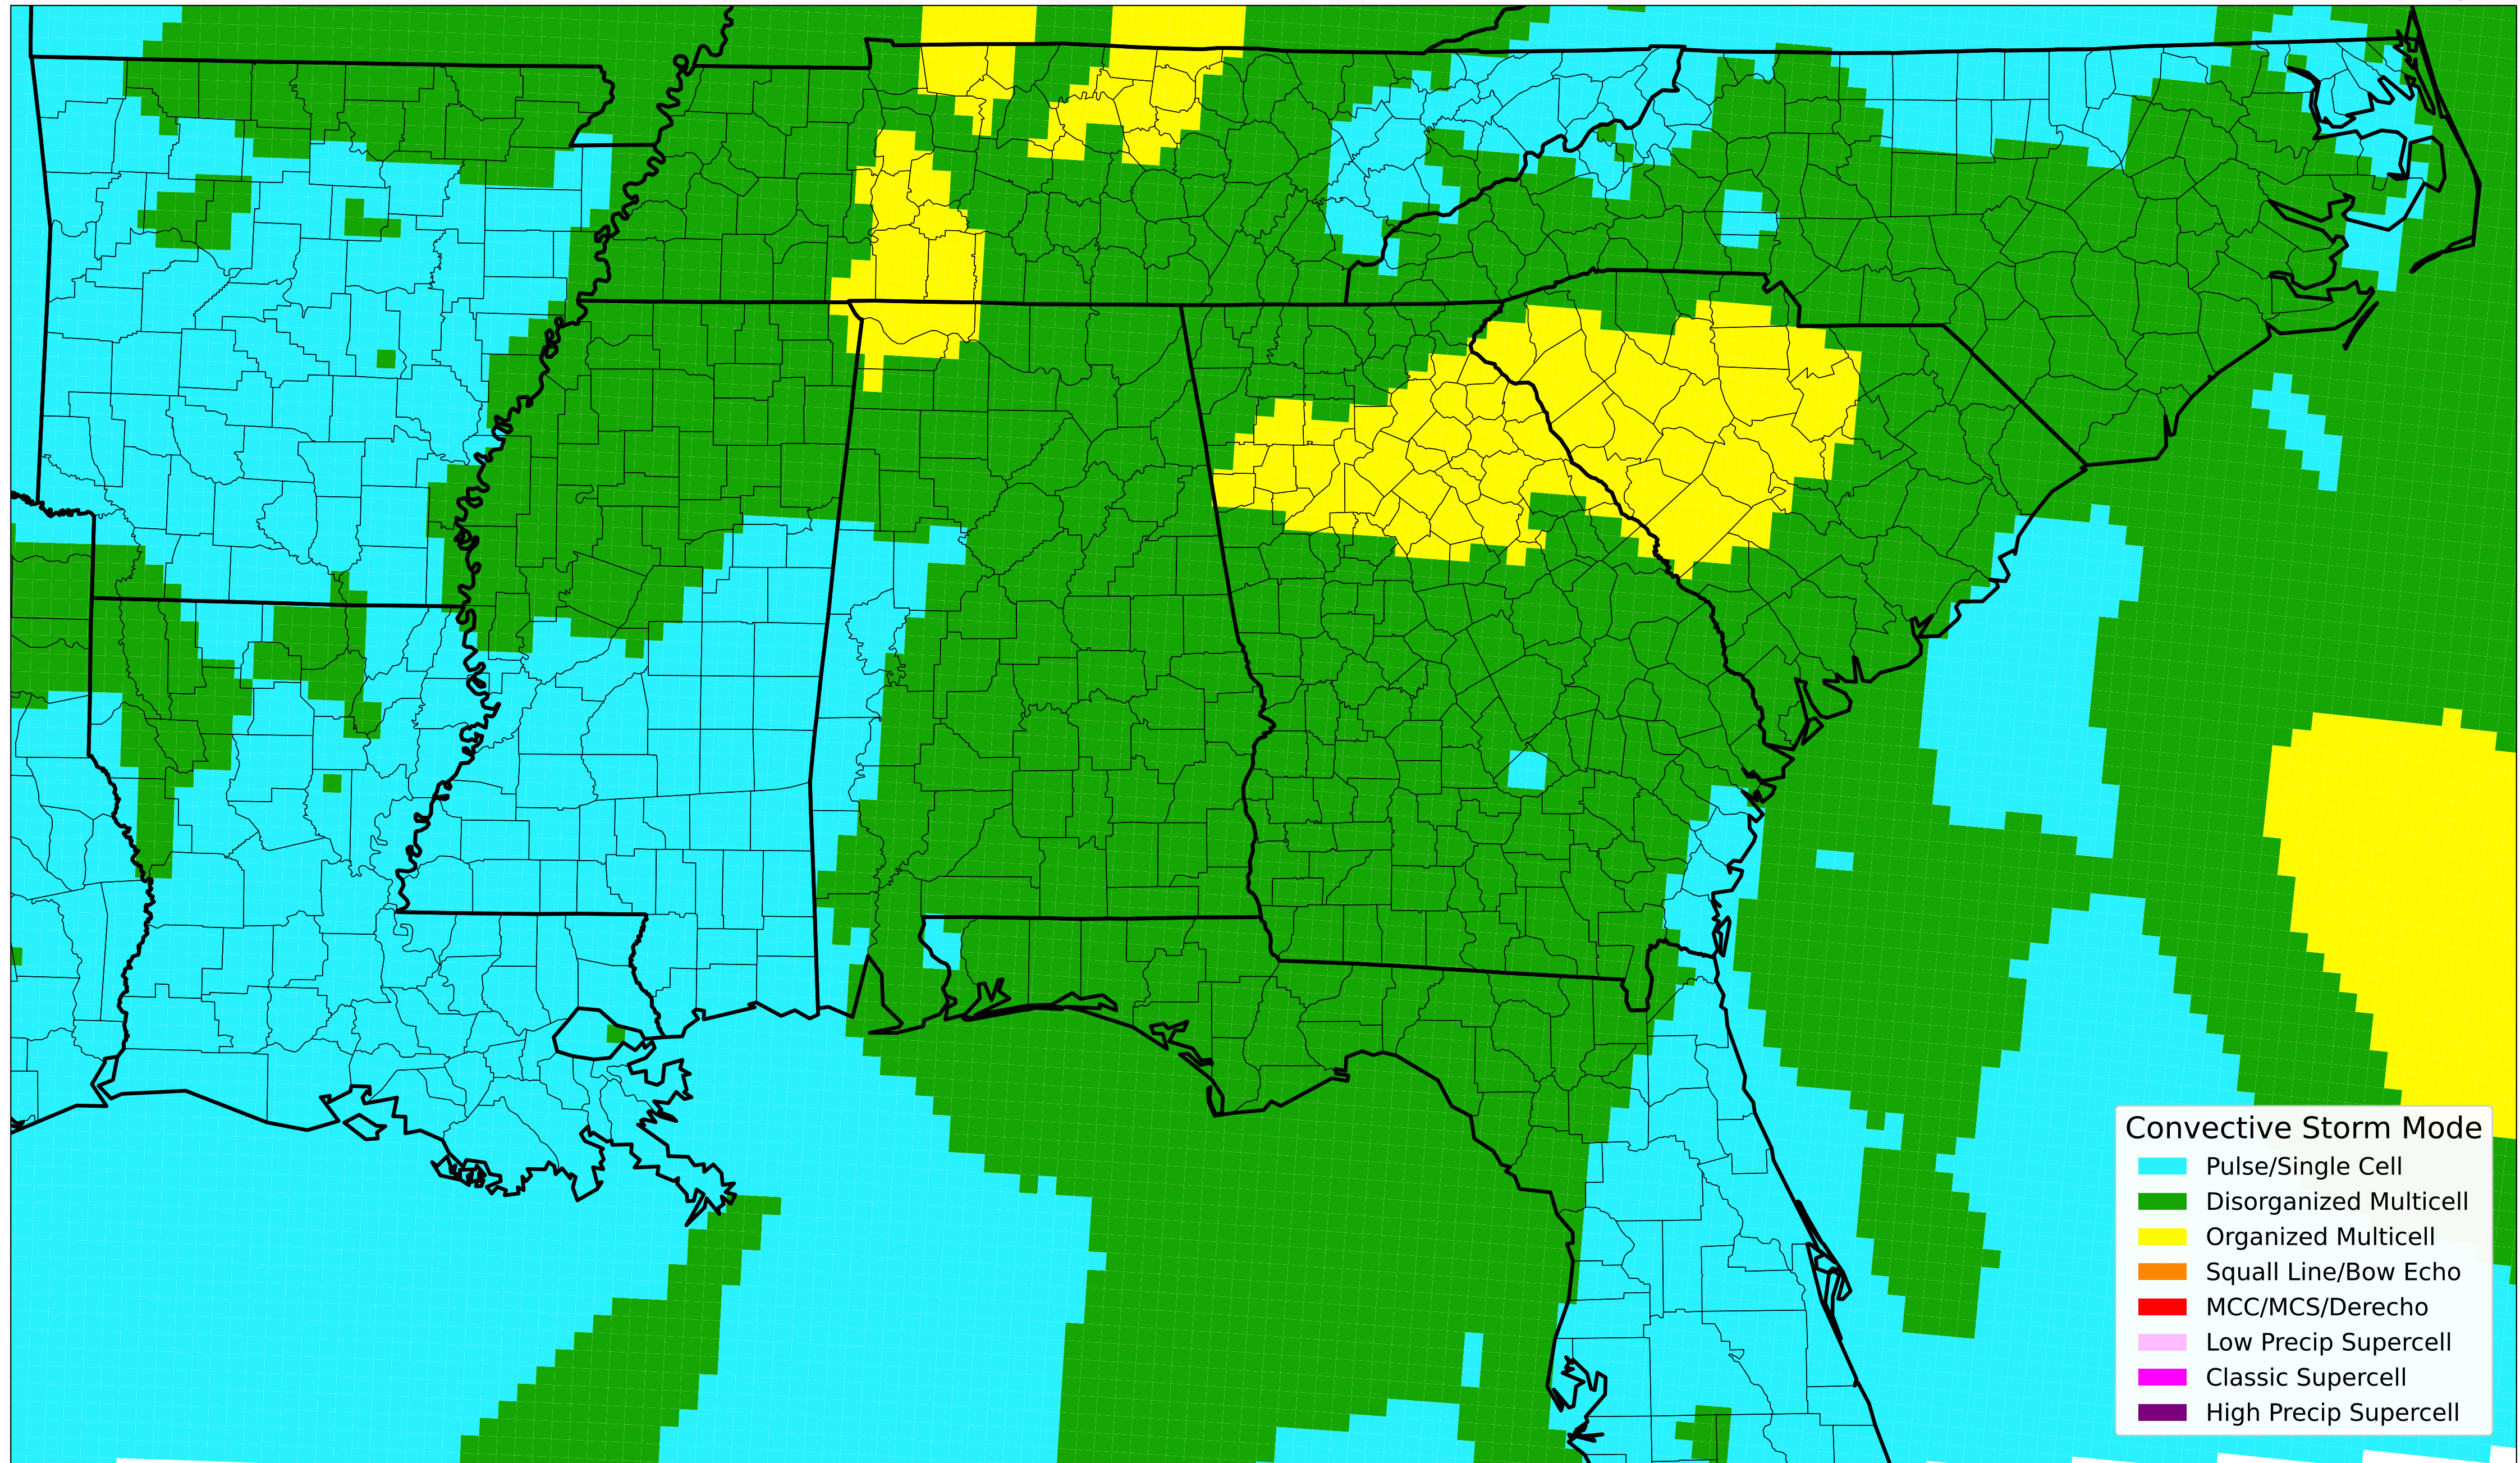 Convective Storm Mode
Pulse/Single Cell
Disorganized Multicell
Organized Multicell
Squall Line/Bow Echo
MCC/MCS/Derecho
Low Precip Supercell
Classic Supercell
High Precip Supercell